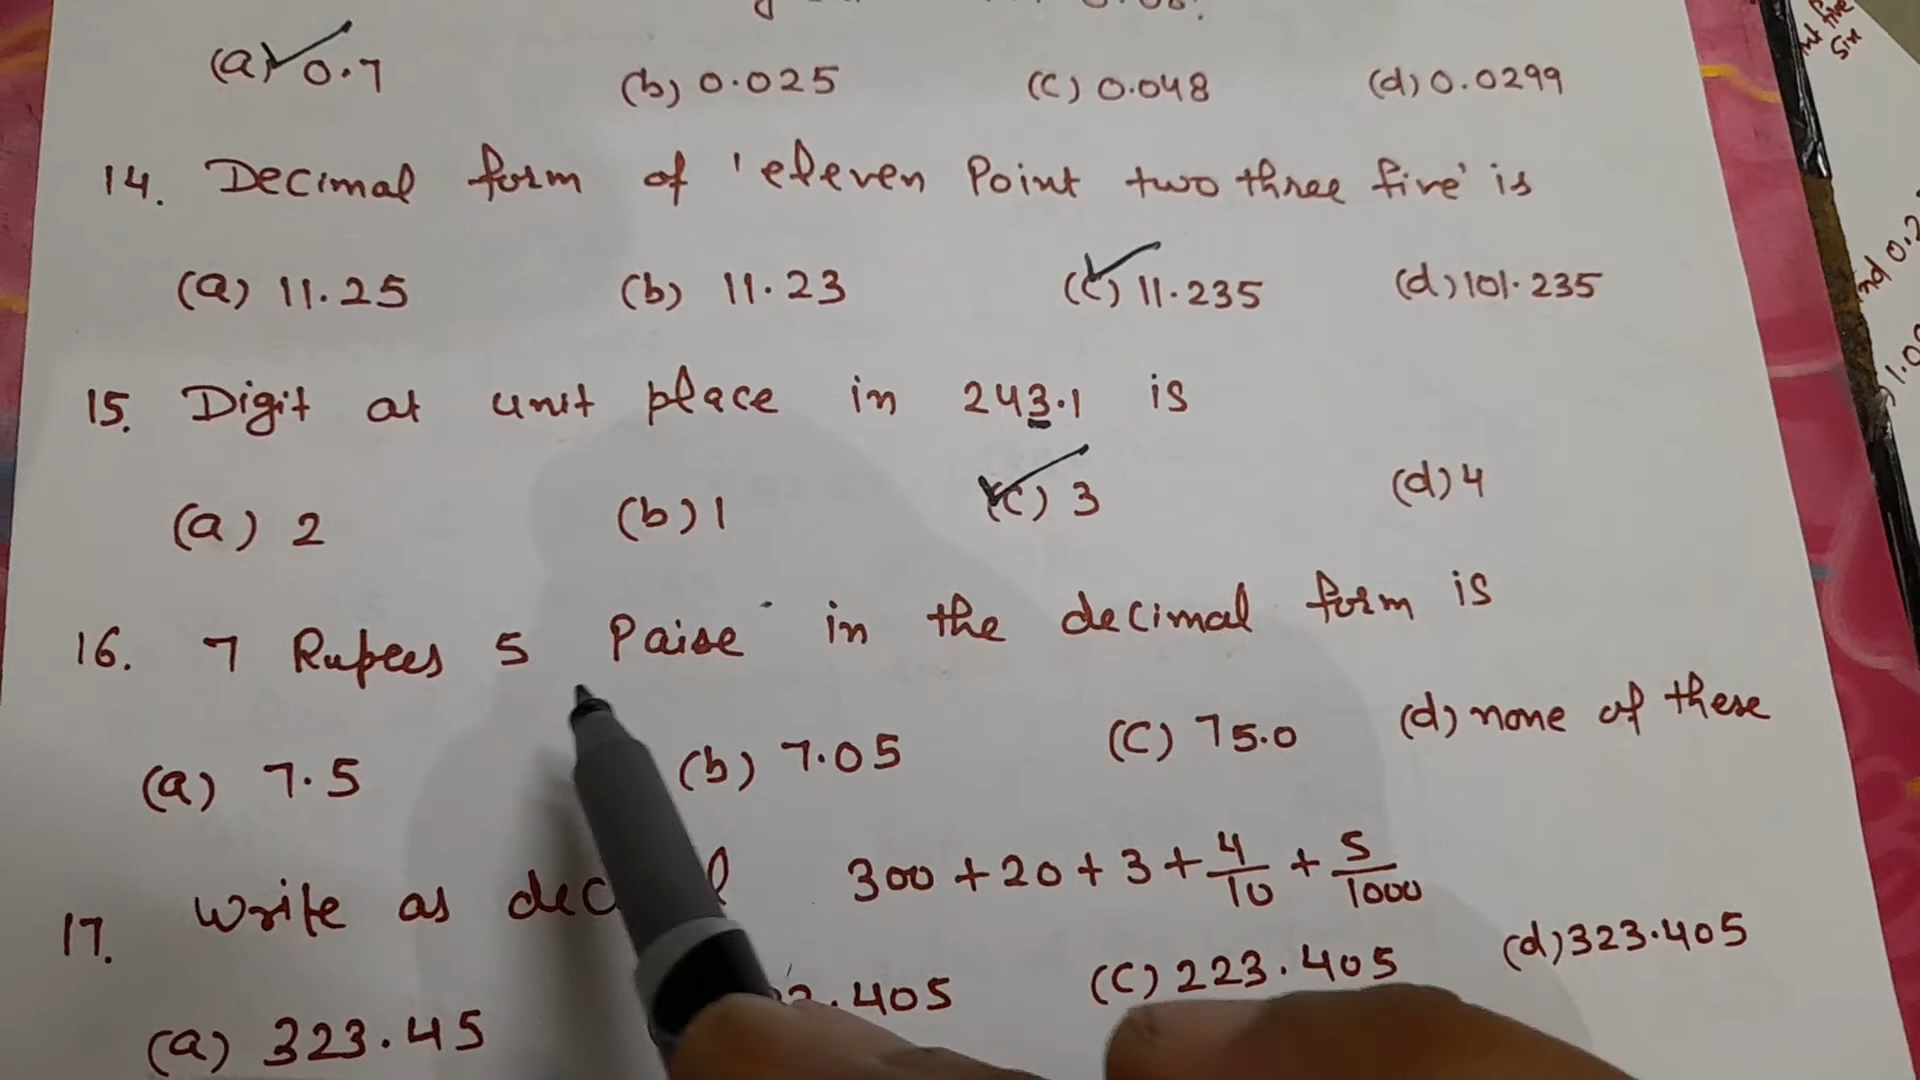 (a) 0.7 (b) 0.025 (c) 0.048 (d) 0.0299
14. Decimal form of 'eleven Point two three five' is
(a) 11.25 (b) 11.23 (c) 11.235 (d) 101.235
15. Digit at unit place in 243.1 is
(a) 2 (b) 1 (c) 3 (d) 4
16. 7 Rupees 5 Paise in the decimal form is
(a) 7.5 (b) 7.05 (c) 75.0 (d) none of these
17. Write as 300 + 20 + 3 + 4/10 + 5/1000
(a) 323.45 .405 (c) 223.405 (d) 323.405
five
six